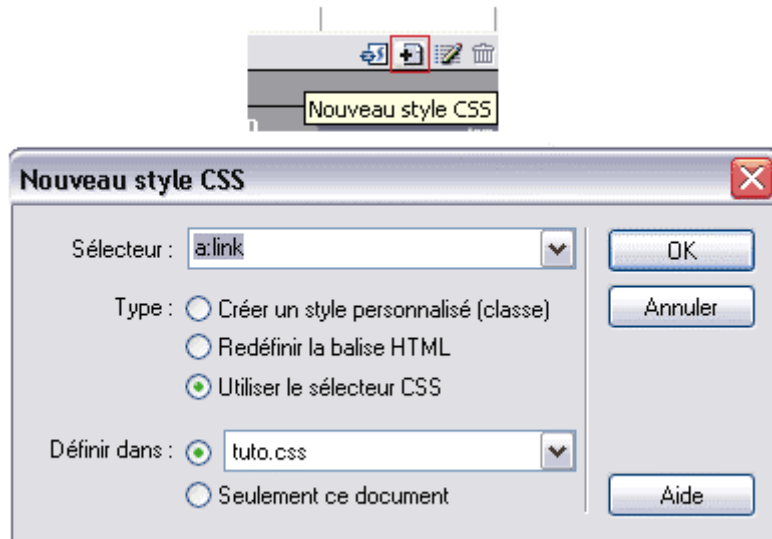 Nouveau style CSS
Nouveau style CSS
Sélecteur : a:link
OK
Type : Créer un style personnalisé (classe)
Annuler
Redéfinir la balise HTML
Utiliser le sélecteur CSS
Définir dans : tuto.css
Seulement ce document
Aide